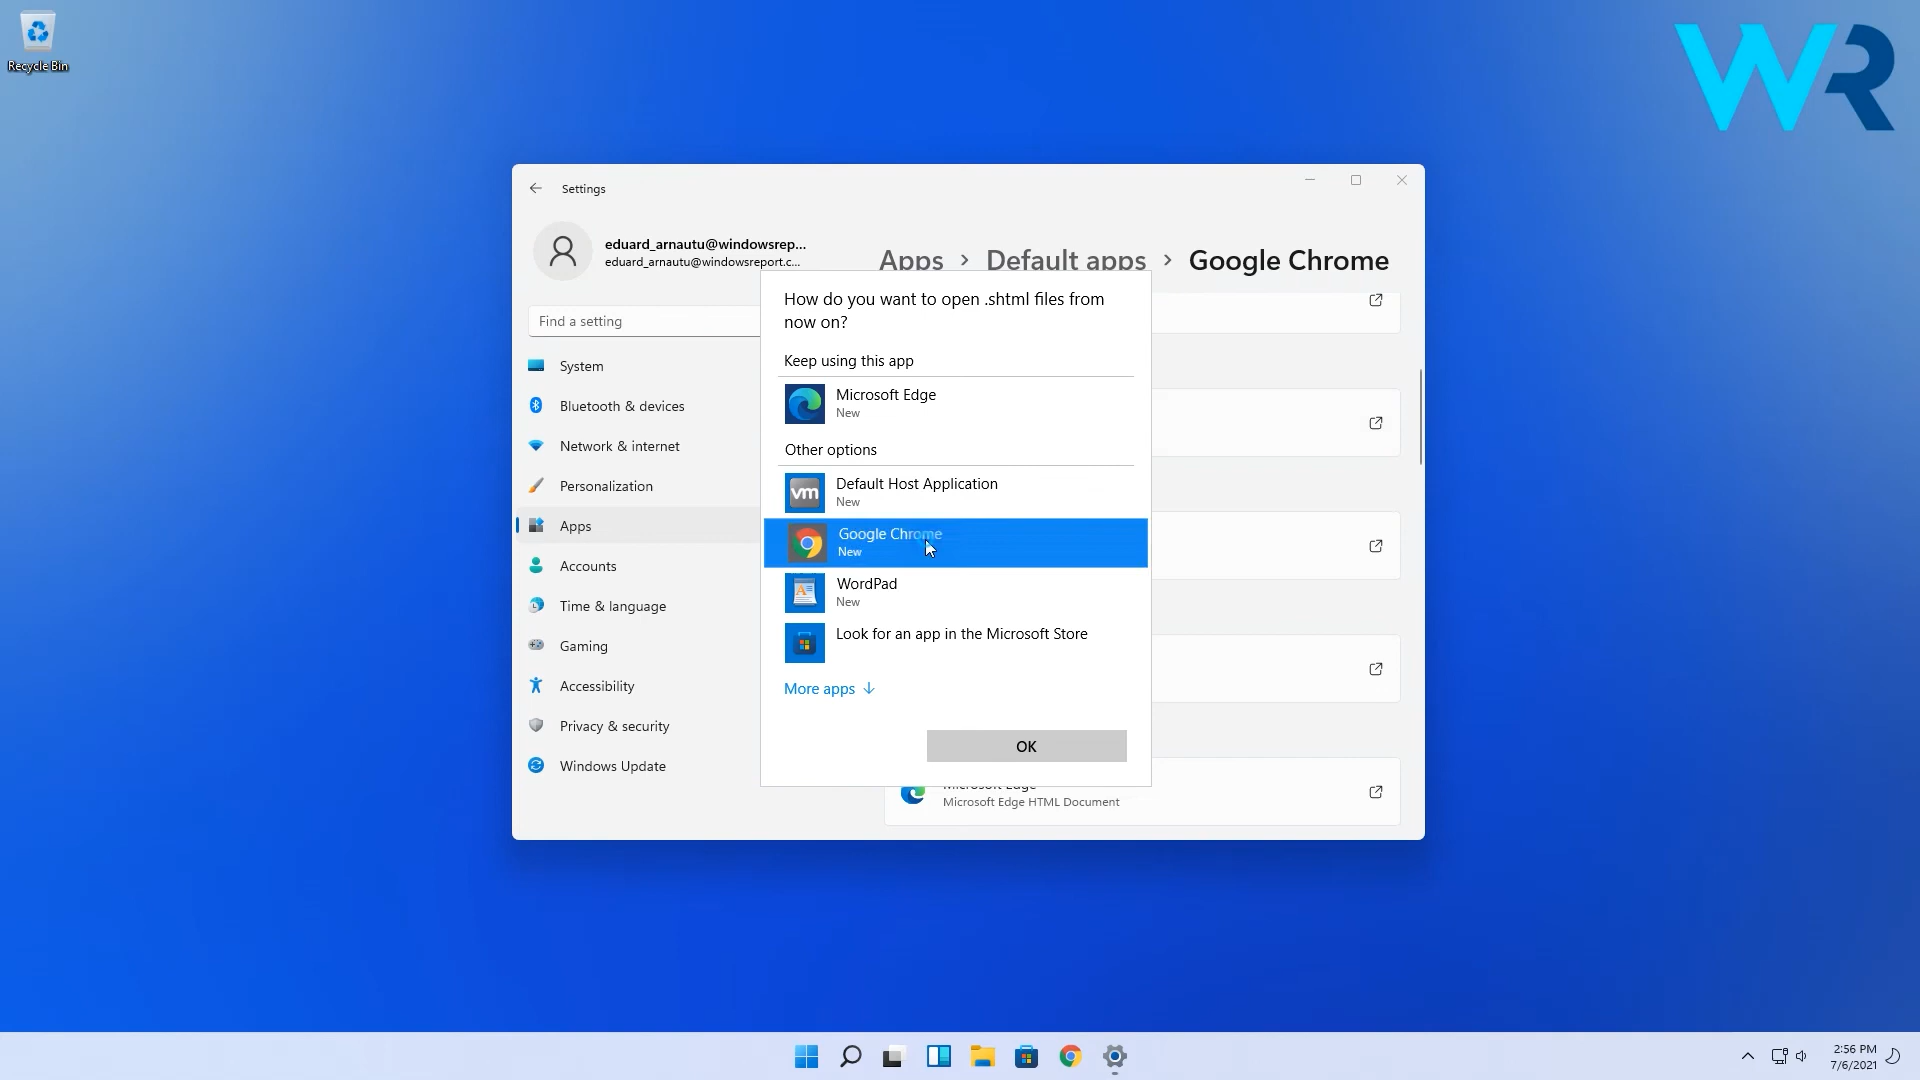 Recycle Bin
WR
Settings
eduard_arnautu@windowsrep...
eduard_arnautu@windowsreport.c...
Apps > Default apps > Google Chrome
Find a setting
System
Bluetooth & devices
Network & internet
Personalization
Apps
Accounts
Time & language
Gaming
Accessibility
Privacy & security
Windows Update
How do you want to open .shtml files from
now on?
Keep using this app
Microsoft Edge
New
Other options
vm
Default Host Application
New
Google Chrome
New
WordPad
New
Look for an app in the Microsoft Store
More apps
OK
Microsoft Edge
Microsoft Edge HTML Document
2:56 PM
7/6/2021